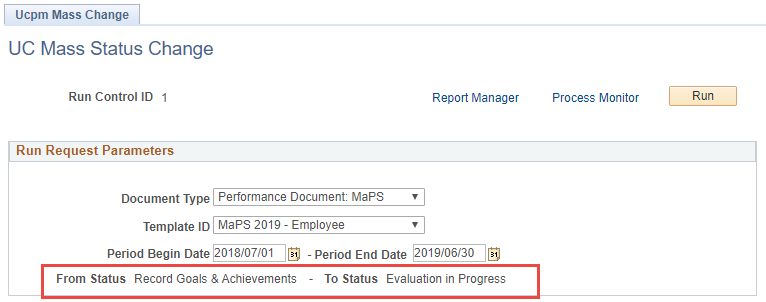 Ucpm Mass Change
UC Mass Status Change
Run Control ID 1 Report Manager Process Monitor Run
Run Request Parameters
Document Type Performance Document: MaPS
Template ID MaPS 2019 - Employee
Period Begin Date 2018/07/01 31 - Period End Date 2019/06/30 31
From Status Record Goals & Achievements - To Status Evaluation in Progress